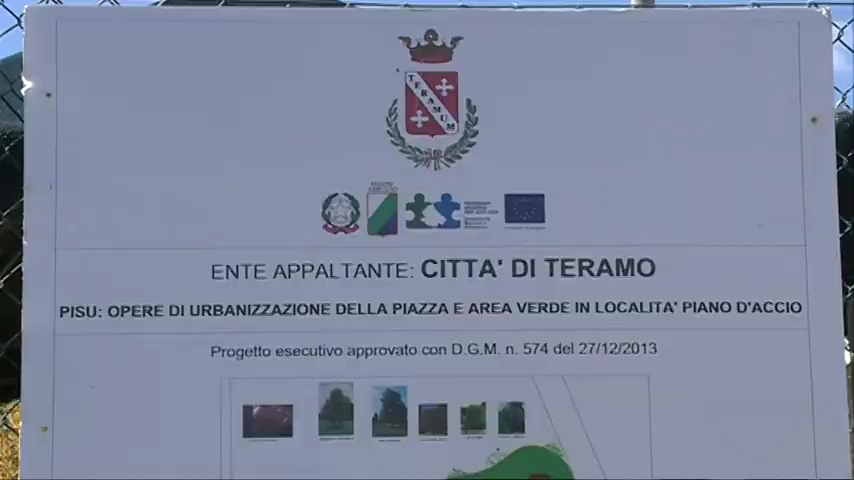 TERAMUM
ENTE APPALTANTE: CITTA' DI TERAMO
PISU: OPERE DI URBANIZZAZIONE DELLA PIAZZA E AREA VERDE IN LOCALITA' PIANO D'ACCIO
Progetto esecutivo approvato con D.G.M. n. 574 del 27/12/2013